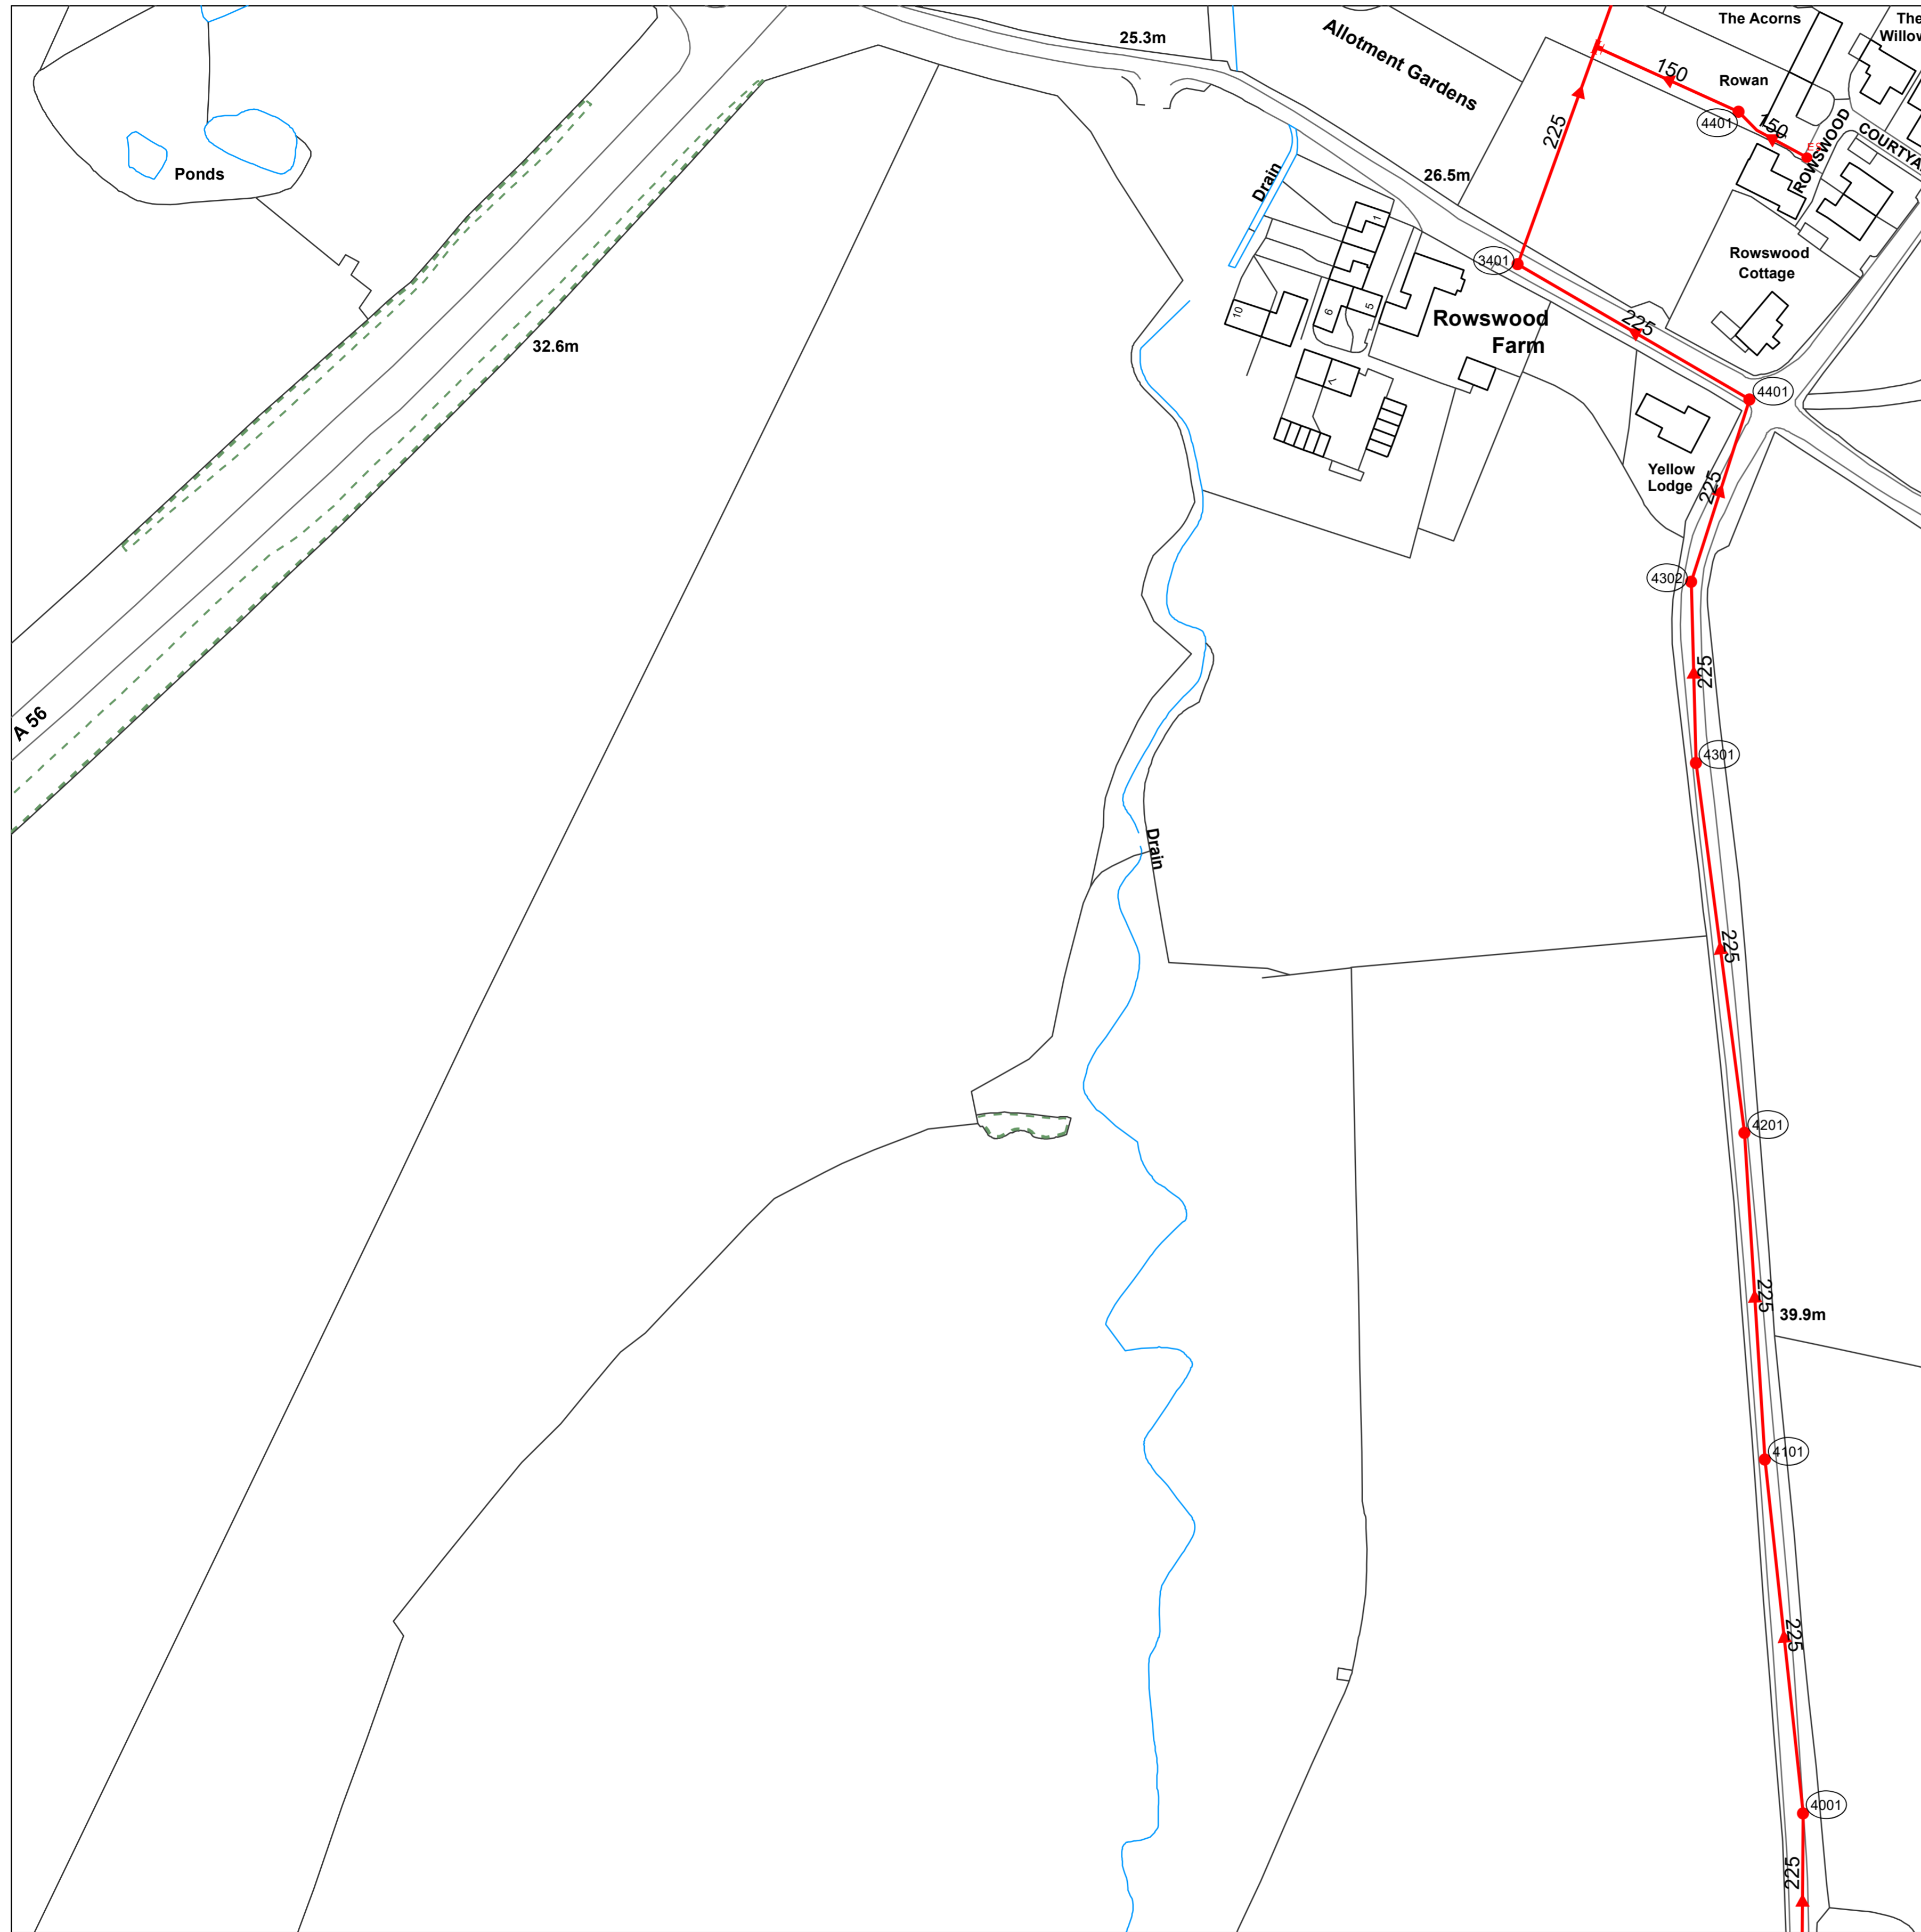 The Acorns
The
Willow
25.3m
Allotment Gardens
150
Rowan
4401
150
ES
ROWSWOOD
COURTYA
225
Ponds
Drain
26.5m
1
3401
Rowswood
Cottage
10
6
5
Rowswood
Farm
225
32.6m
7
4401
Yellow
Lodge
225
4302
225
A 56
4301
Drain
225
4201
225
39.9m
4101
225
4001
225